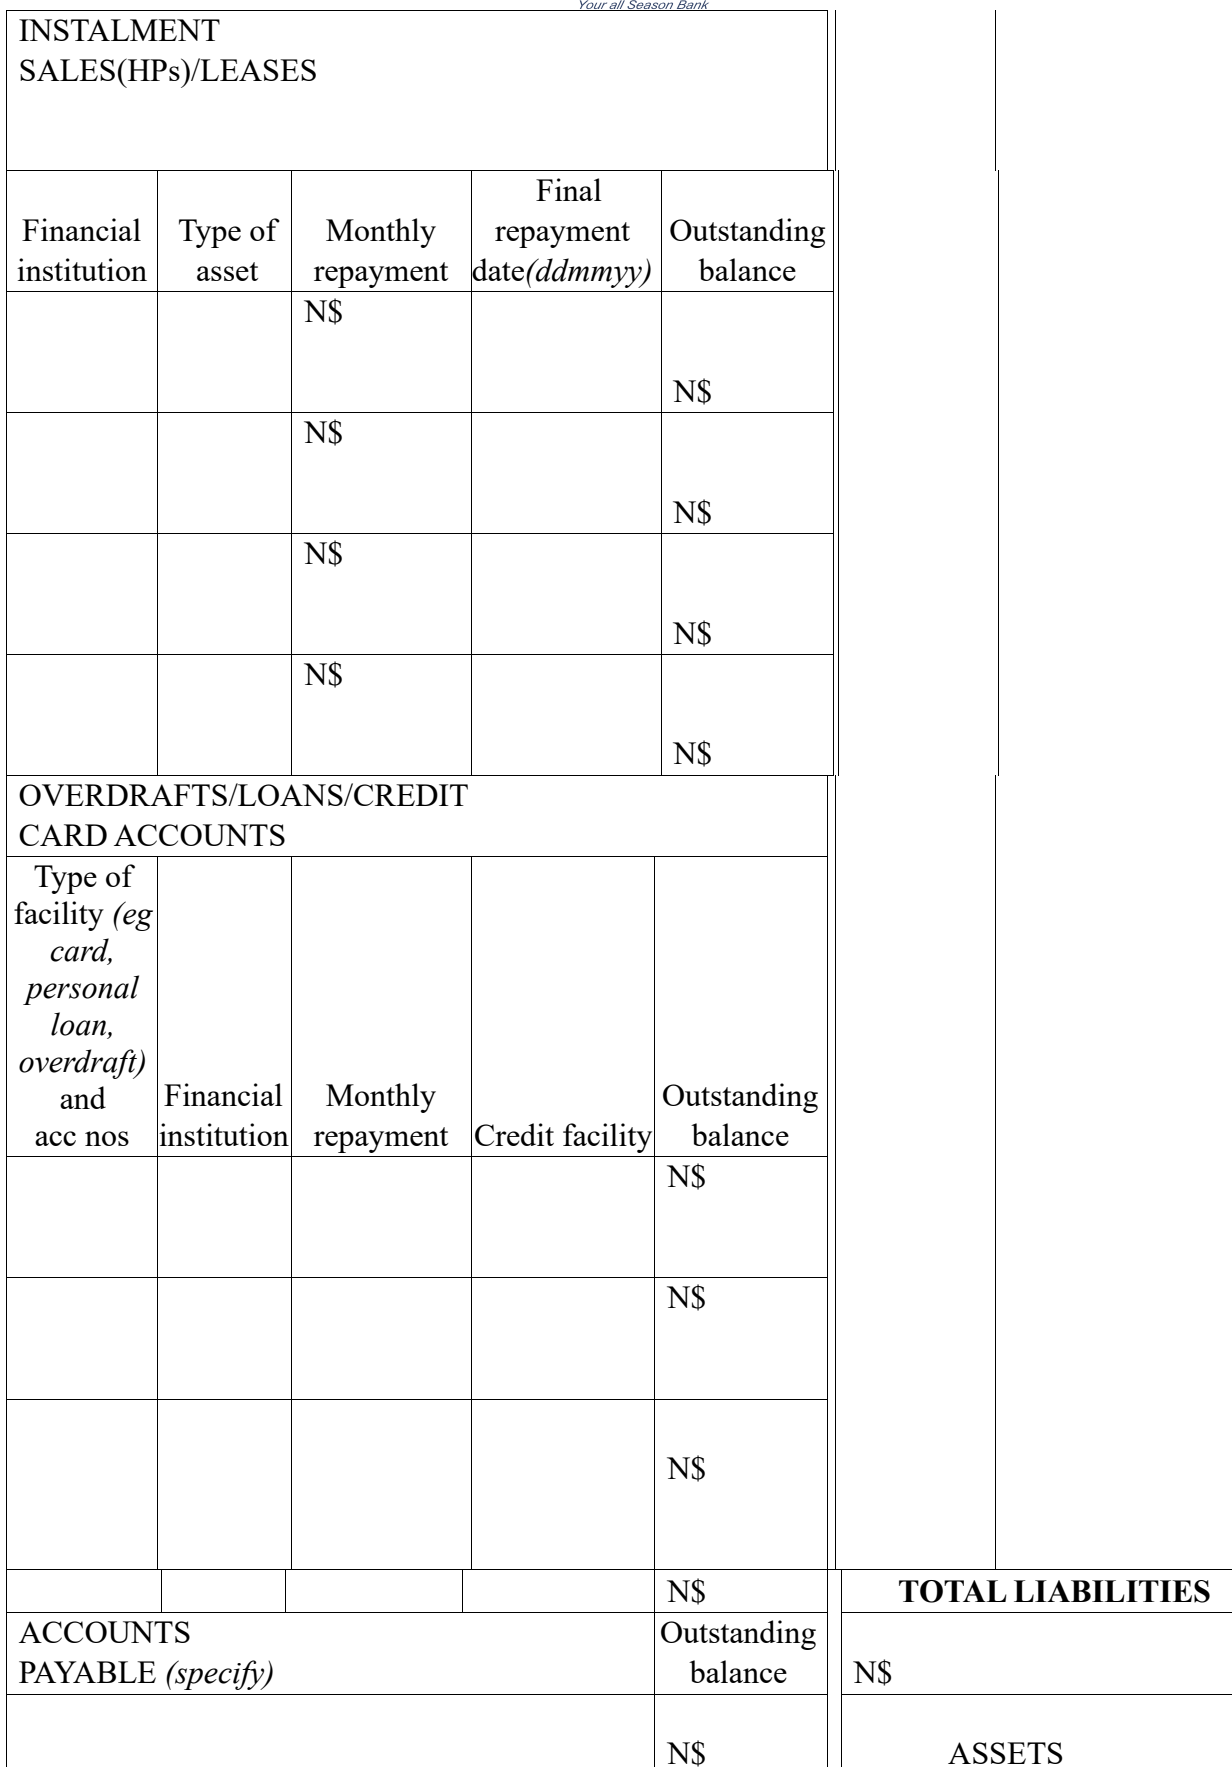 Your all Season Bank
INSTALMENT
SALES(HPs)/LEASES
Financial
institution
Type of
asset
Monthly
repayment
Final
repayment
date(ddmmyy)
Outstanding
balance
N$
N$
N$
N$
N$
N$
N$
N$
OVERDRAFTS/LOANS/CREDIT
CARD ACCOUNTS
Type of
facility (eg
card,
personal
loan,
overdraft)
and
acc nos
Financial
institution
Monthly
repayment
Credit facility
Outstanding
balance
N$
N$
N$
N$
TOTAL LIABILITIES
ACCOUNTS
PAYABLE (specify)
Outstanding
balance
N$
N$
ASSETS